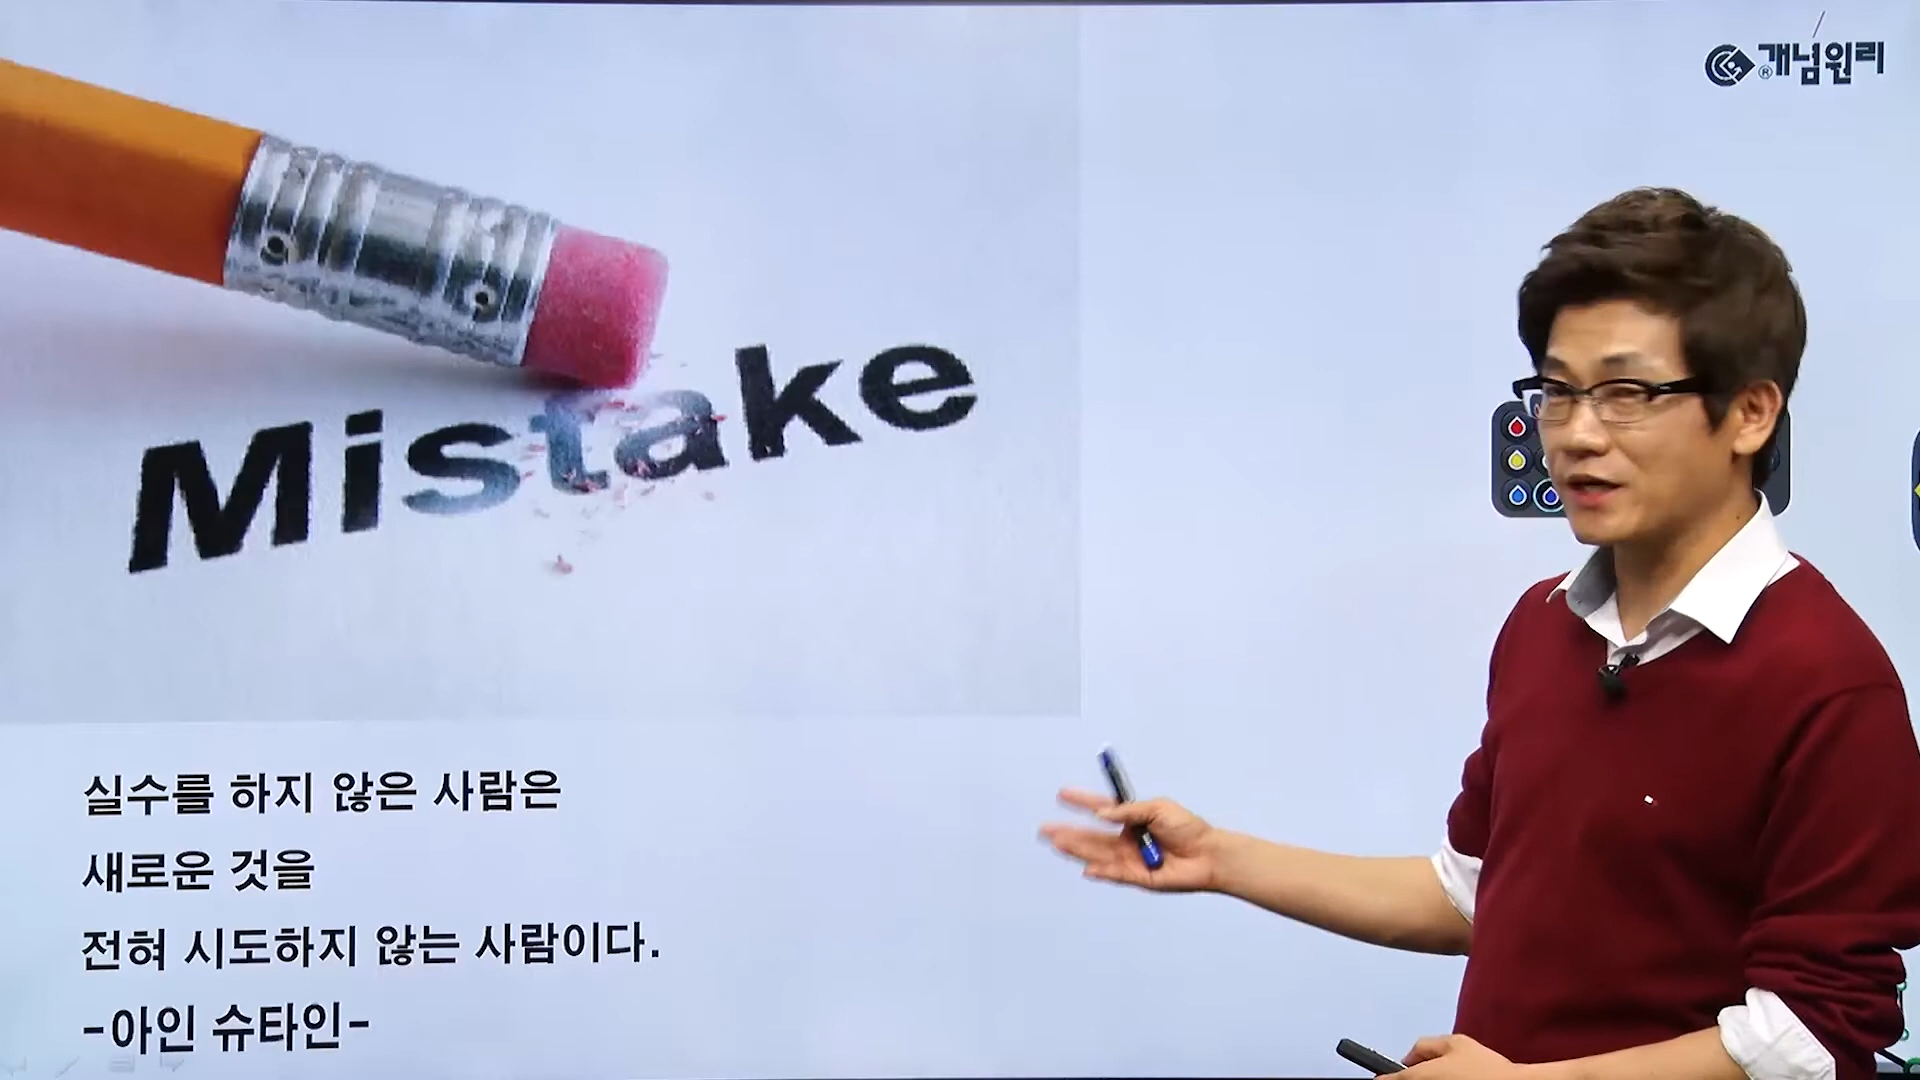 개념원리
®
Mistake
실수를 하지 않은 사람은
새로운 것을
전혀 시도하지 않는 사람이다.
-아인 슈타인-